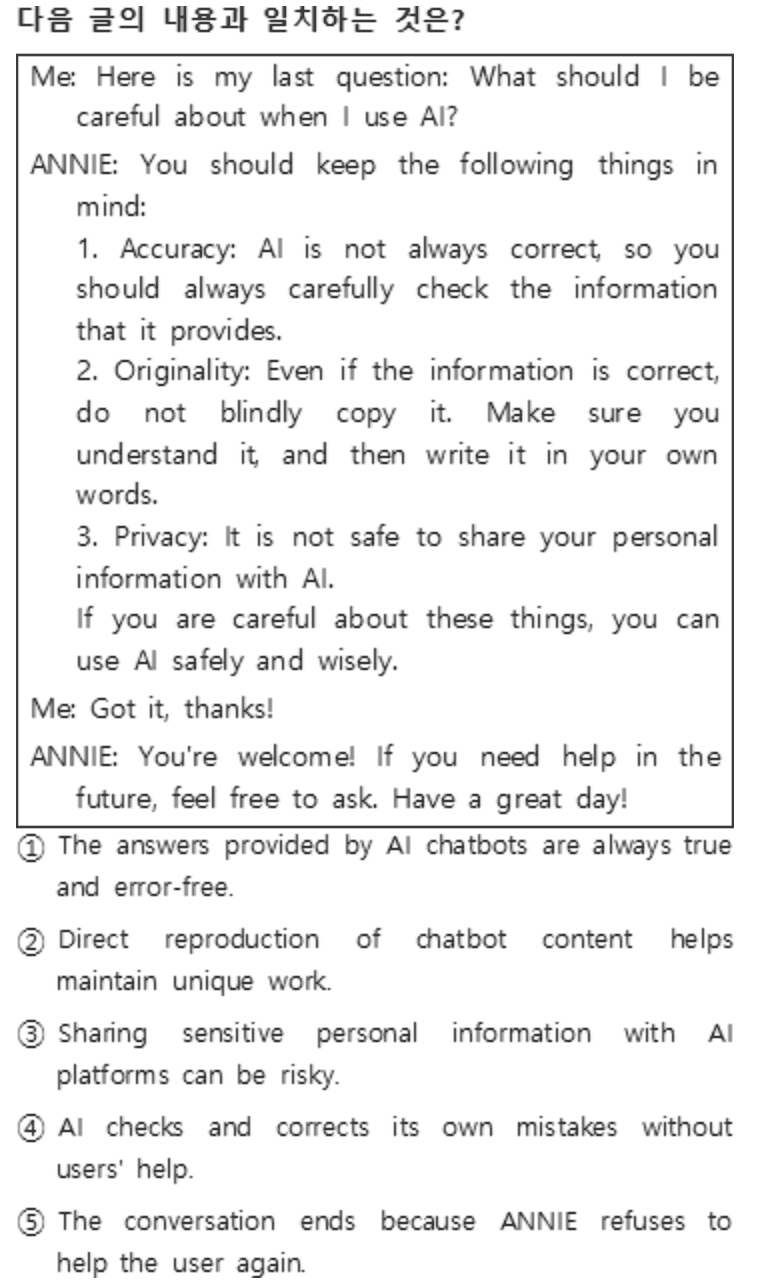 다음 글의 내용과 일치하는 것은?
Me: Here is my last question: What should I be
careful about when I use AI?
ANNIE: You should keep the following things in
mind:
1. Accuracy: AI is not always correct, so you
should always carefully check the information
that it provides.
2. Originality: Even if the information is correct,
do not blindly copy it. Make sure you
understand it, and then write it in your own
words.
3. Privacy: It is not safe to share your personal
information with AI.
If you are careful about these things, you can
use AI safely and wisely.
Me: Got it, thanks!
ANNIE: You're welcome! If you need help in the
future, feel free to ask. Have a great day!
① The answers provided by AI chatbots are always true
and error-free.
② Direct reproduction of chatbot content helps
maintain unique work.
③ Sharing sensitive personal information with AI
platforms can be risky.
④ AI checks and corrects its own mistakes without
users' help.
⑤ The conversation ends because ANNIE refuses to
help the user again.